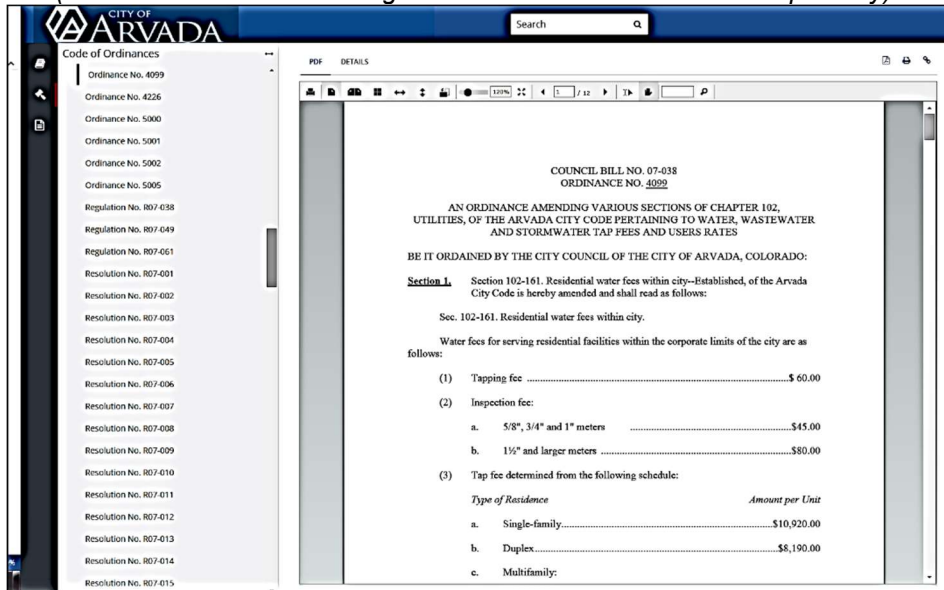 CITY OF
ARVADA
Search
Code of Ordinances
Ordinance No. 4099
Ordinance No. 4226
Ordinance No. 5000
Ordinance No. 5001
Ordinance No. 5002
Ordinance No. 5005
Regulation No. R07-038
Regulation No. R07-049
Regulation No. R07-061
Resolution No. R07-001
Resolution No. R07-002
Resolution No. R07-003
Resolution No. R07-004
Resolution No. R07-005
Resolution No. R07-006
Resolution No. R07-007
Resolution No. R07-008
Resolution No. R07-009
Resolution No. R07-010
Resolution No. R07-011
Resolution No. R07-012
Resolution No. R07-013
Resolution No. R07-014
Resolution No. R07-015
PDF DETAILS
120% 1 / 12
COUNCIL BILL NO. 07-038
ORDINANCE NO. 4099
AN ORDINANCE AMENDING VARIOUS SECTIONS OF CHAPTER 102,
UTILITIES, OF THE ARVADA CITY CODE PERTAINING TO WATER, WASTEWATER
AND STORMWATER TAP FEES AND USERS RATES
BE IT ORDAINED BY THE CITY COUNCIL OF THE CITY OF ARVADA, COLORADO:
Section 1. Section 102-161. Residential water fees within city--Established, of the Arvada
City Code is hereby amended and shall read as follows:
Sec. 102-161. Residential water fees within city.
Water fees for serving residential facilities within the corporate limits of the city are as
follows:
(1) Tapping fee ....................$ 60.00
(2) Inspection fee:
a. 5/8", 3/4" and 1" meters ....................$45.00
b. 1½" and larger meters ....................$80.00
(3) Tap fee determined from the following schedule:
Type of Residence Amount per Unit
a. Single-family....................$10,920.00
b. Duplex....................$8,190.00
c. Multifamily: